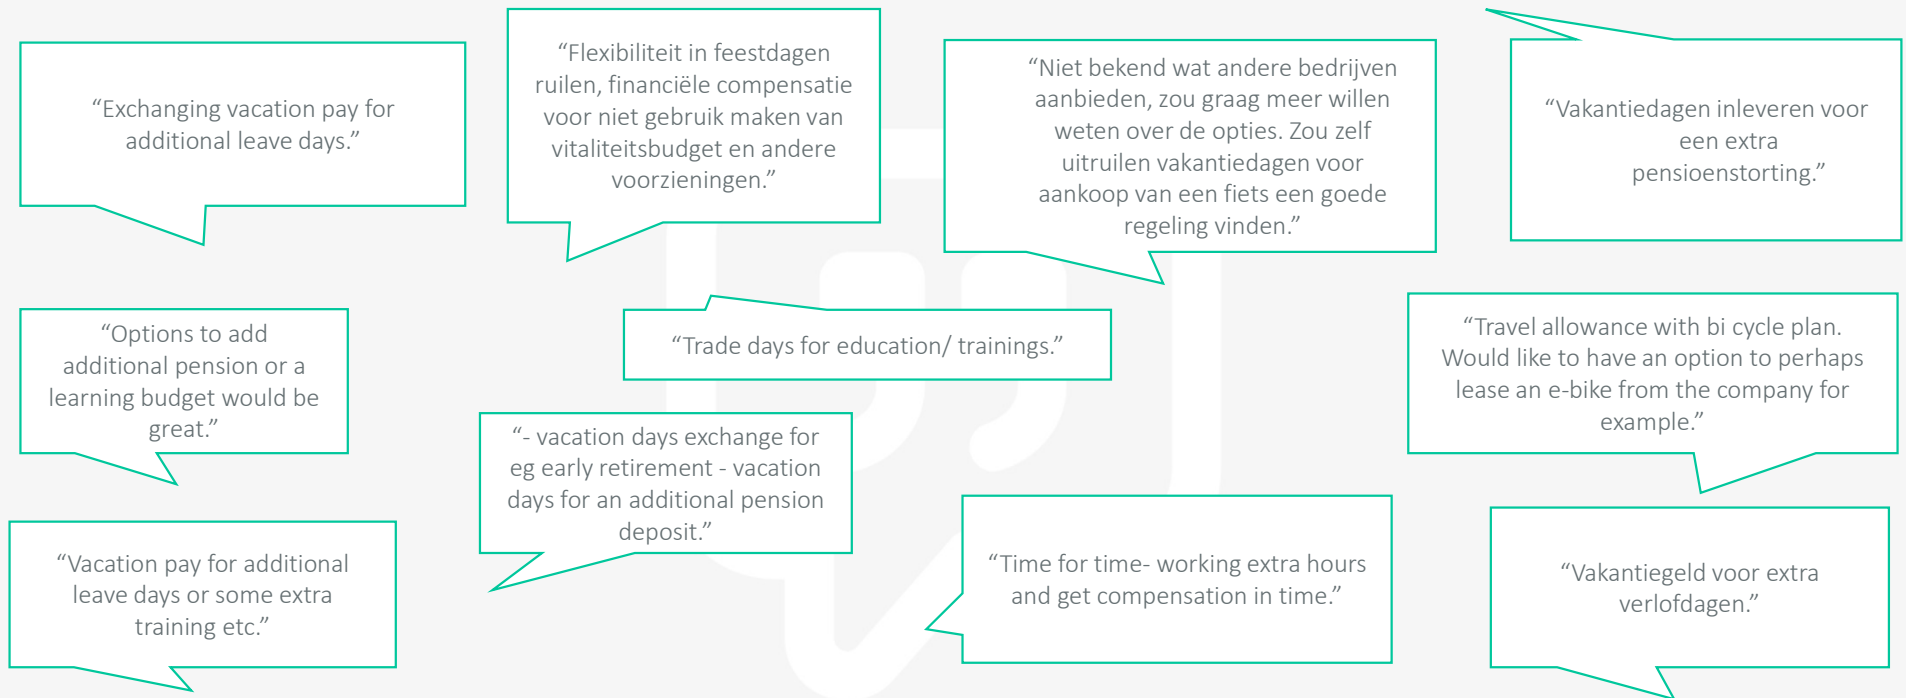 “Exchanging vacation pay for
additional leave days.”
“Flexibiliteit in feestdagen
ruilen, financiële compensatie
voor niet gebruik maken van
vitaliteitsbudget en andere
voorzieningen.”
“Niet bekend wat andere bedrijven
aanbieden, zou graag meer willen
weten over de opties. Zou zelf
uitruilen vakantiedagen voor
aankoop van een fiets een goede
regeling vinden.”
“Vakantiedagen inleveren voor
een extra
pensioenstorting.”
“Options to add
additional pension or a
learning budget would be
great.”
“Trade days for education/ trainings.”
“Travel allowance with bi cycle plan.
Would like to have an option to perhaps
lease an e-bike from the company for
example.”
“- vacation days exchange for
eg early retirement - vacation
days for an additional pension
deposit.”
“Vacation pay for additional
leave days or some extra
training etc.”
“Time for time- working extra hours
and get compensation in time.”
“Vakantiegeld voor extra
verlofdagen.”